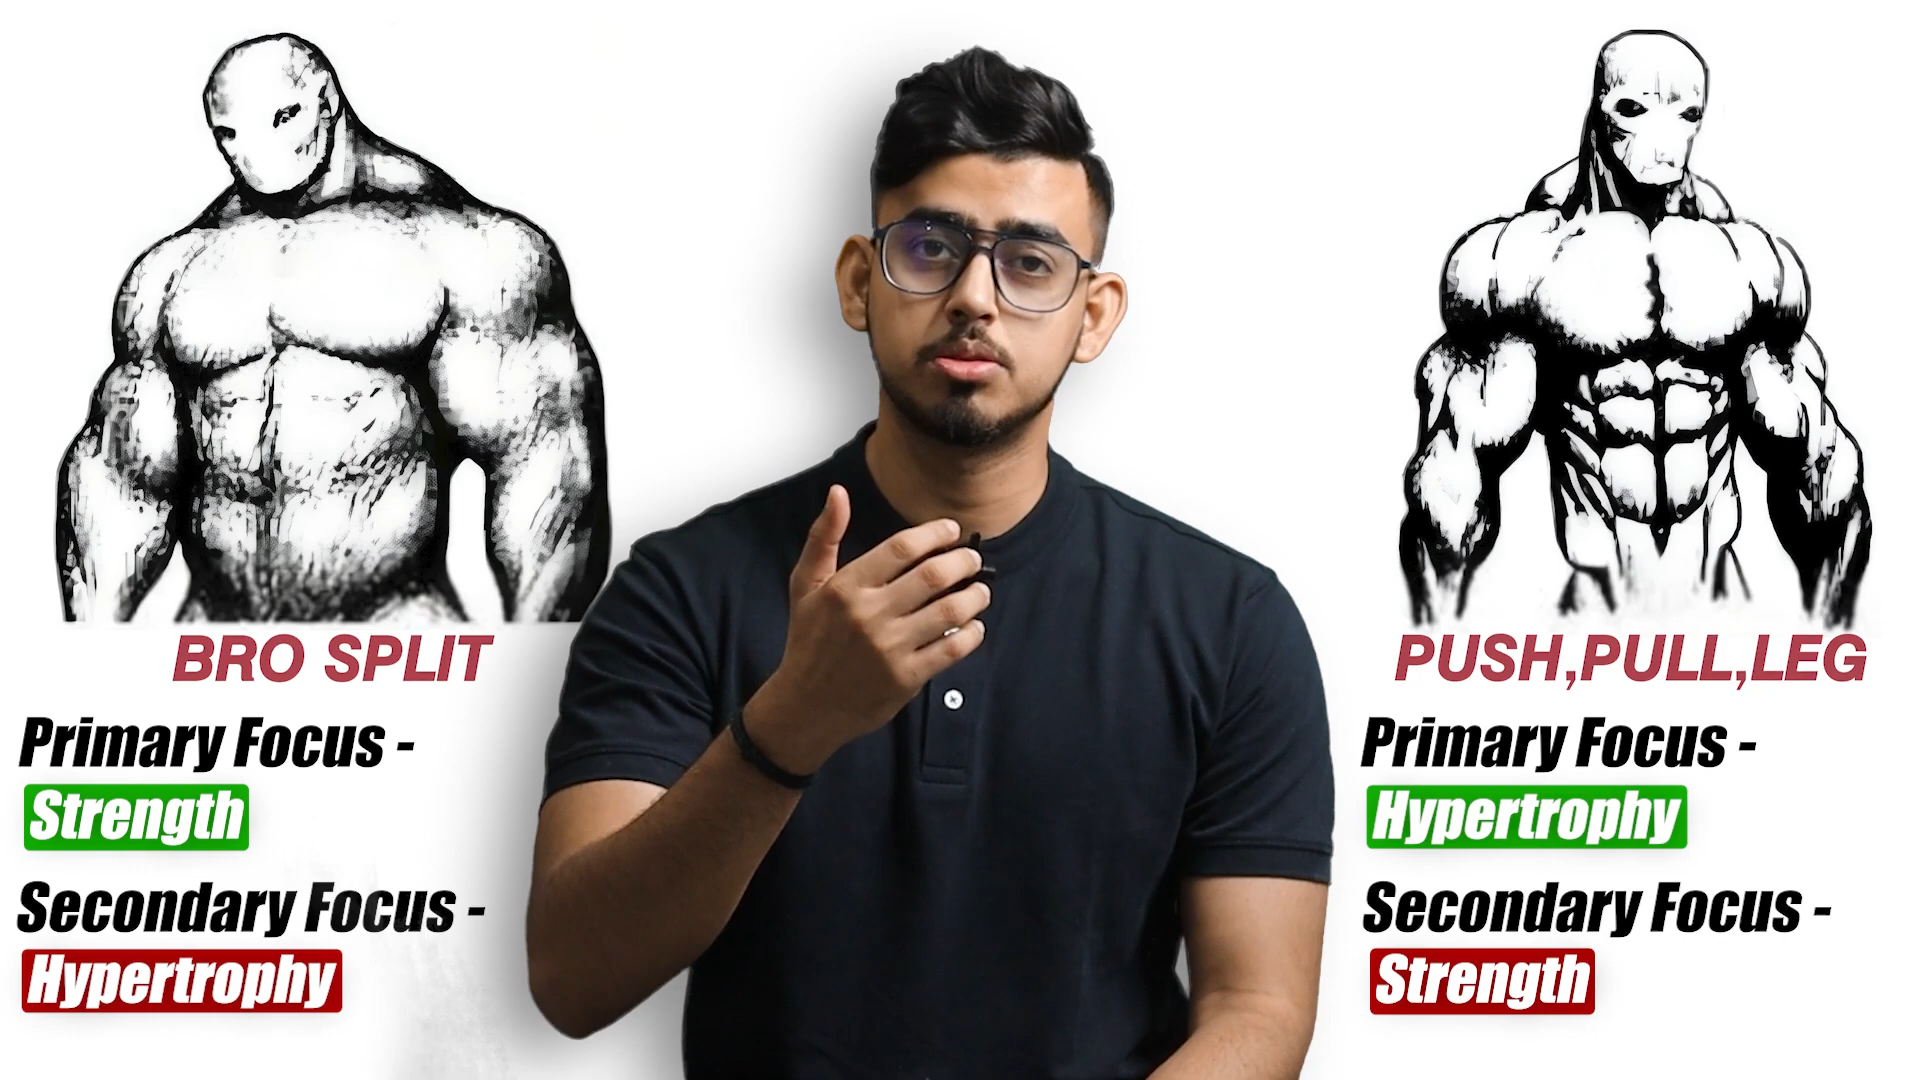 BRO SPLIT
Primary Focus -
Strength
Secondary Focus -
Hypertrophy
PUSH,PULL,LEG
Primary Focus -
Hypertrophy
Secondary Focus -
Strength